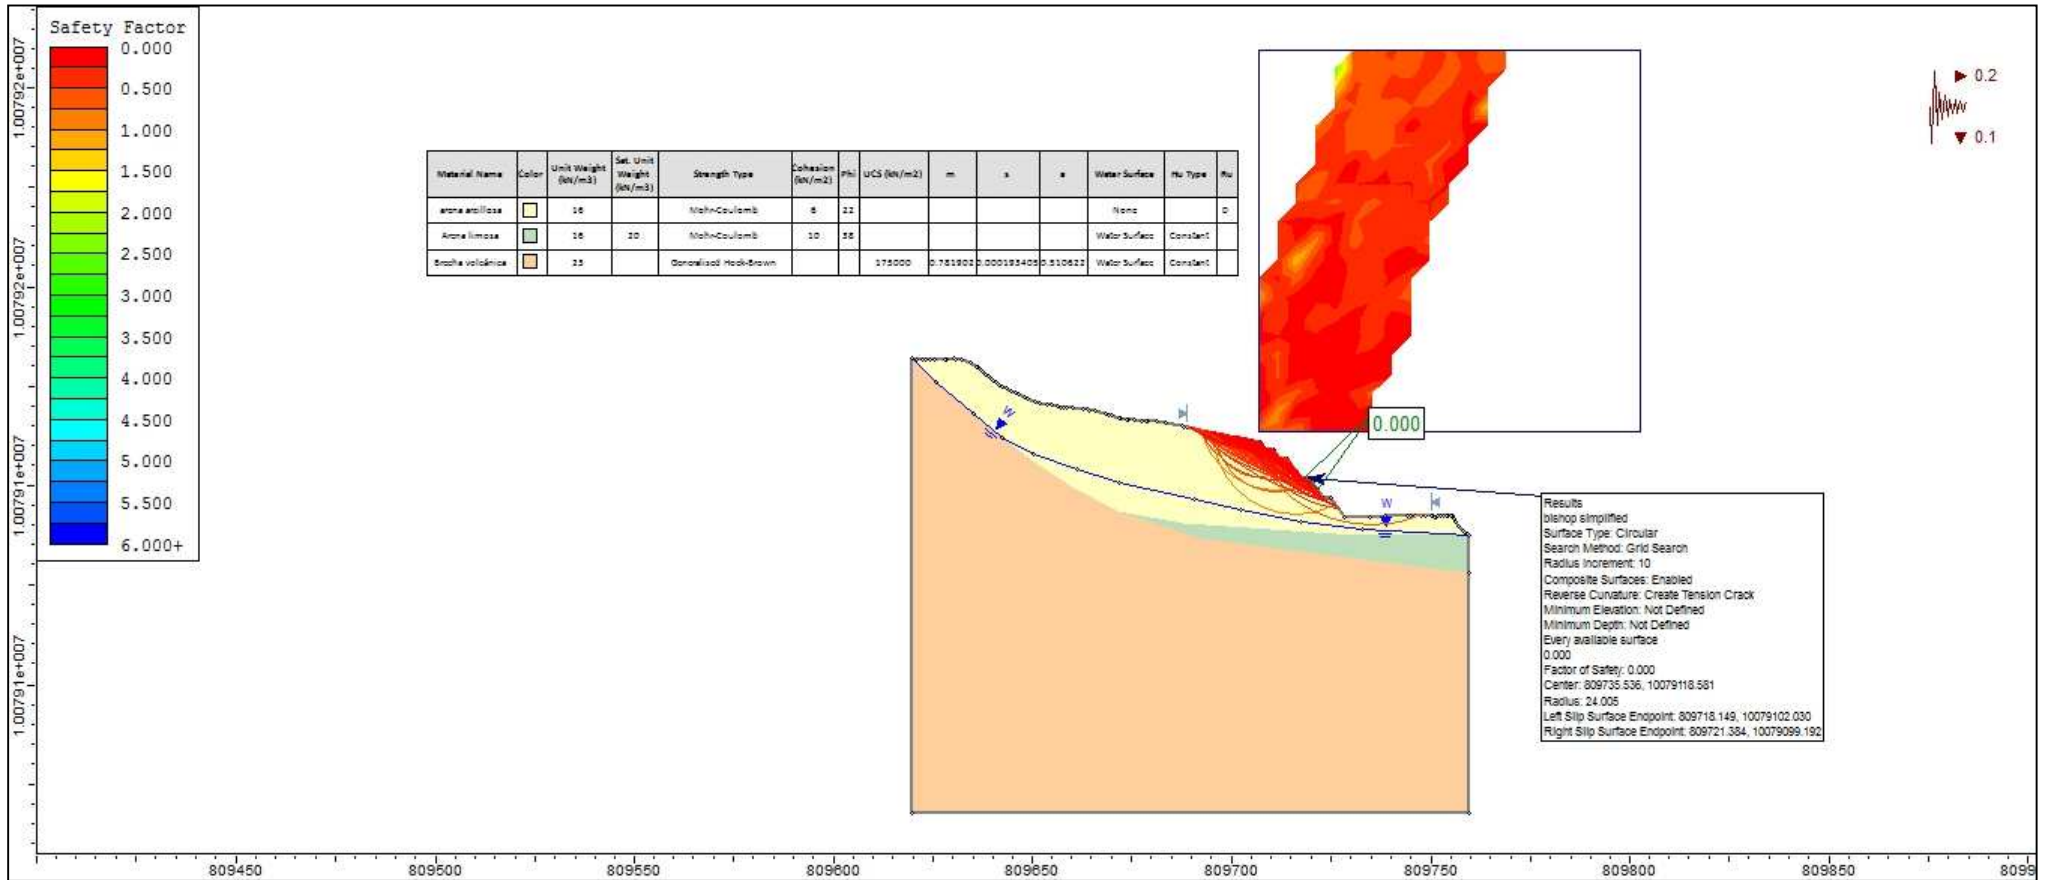 Safety Factor
0.000
0.500
1.000
1.500
2.000
2.500
3.000
3.500
4.000
4.500
5.000
5.500
6.000+
1.00792e+007
1.00792e+007
1.00791e+007
1.00791e+007
Material Name Color Unit Weight (kN/m3) Sat. Unit Weight (kN/m3) Strength Type Cohesion (kN/m2) Phi UCS (kN/m2) m s a Water Surface Hu Type Ru
arena arcillosa 16 Mohr-Coulomb 22 None 0
Arena limosa 16 20 Mohr-Coulomb 10 38 Water Surface Constant
Brecha volcánica 23 Generalised Hoek-Brown 175000 0.781902 0.000193405 0.510622 Water Surface Constant
0.2
0.1
W
W
0.000
Results
bishop simplified
Surface Type: Circular
Search Method: Grid Search
Radius Increment: 10
Composite Surfaces: Enabled
Reverse Curvature: Create Tension Crack
Minimum Elevation: Not Defined
Minimum Depth: Not Defined
Every available surface
0.000
Factor of Safety: 0.000
Center: 809735.536, 10079118.581
Radius: 24.005
Left Slip Surface Endpoint: 809718.149, 10079102.030
Right Slip Surface Endpoint: 809721.384, 10079099.192
809450 809500 809550 809600 809650 809700 809750 809800 809850 8099